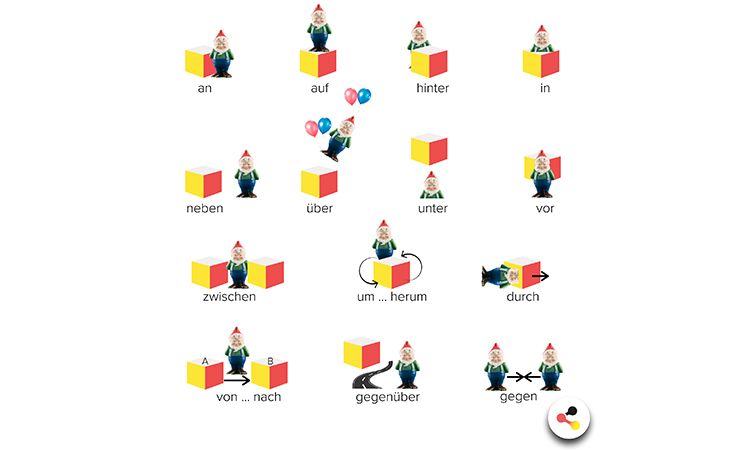 an auf hinter in
neben über unter vor
zwischen um ... herum durch
A B
von ... nach gegenüber gegen